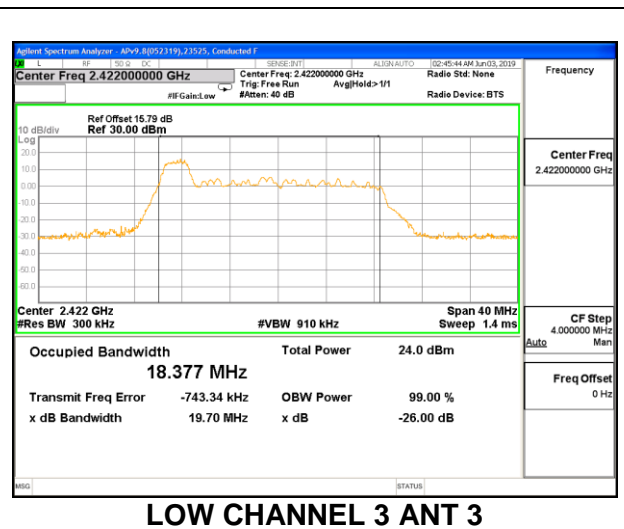 Agilent Spectrum Analyzer - APv9.8(052319),23525, Conducted F
L RF 50 Ω DC SENSE:INT ALIGN AUTO 02:45:44 AM Jun 03, 2019
Center Freq 2.422000000 GHz Center Freq: 2.422000000 GHz Radio Std: None Frequency
Trig: Free Run Avg|Hold:>1/1
#IFGain:Low #Atten: 40 dB Radio Device: BTS
Ref Offset 15.79 dB
10 dB/div Ref 30.00 dBm
Log
20.0
10.0
0.00
-10.0
-20.0
-30.0
-40.0
-50.0
-60.0
Center Freq
2.422000000 GHz
Center 2.422 GHz Span 40 MHz
#Res BW 300 kHz #VBW 910 kHz Sweep 1.4 ms
CF Step
4.000000 MHz
Auto Man
Freq Offset
0 Hz
Occupied Bandwidth Total Power 24.0 dBm
18.377 MHz
Transmit Freq Error -743.34 kHz OBW Power 99.00 %
x dB Bandwidth 19.70 MHz x dB -26.00 dB
MSG STATUS
LOW CHANNEL 3 ANT 3